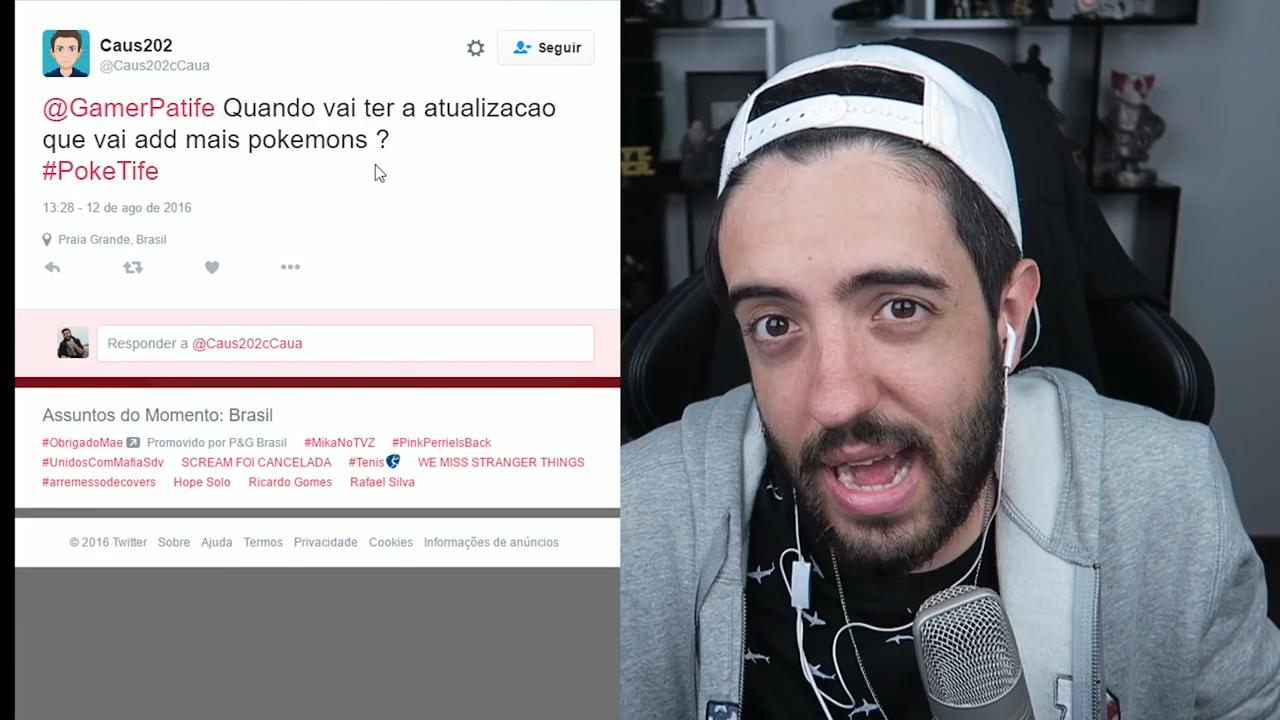 Caus202
Seguir
@Caus202cCaua
@GamerPatife Quando vai ter a atualizacao
que vai add mais pokemons ?
#PokeTife
13:28 - 12 de ago de 2016
Praia Grande, Brasil
Responder a @Caus202cCaua
Assuntos do Momento: Brasil
#ObrigadoMae Promovido por P&G Brasil #MikaNoTVZ #PinkPerrieIsBack
#UnidosComMafiaSdv SCREAM FOI CANCELADA #Tenis WE MISS STRANGER THINGS
#arremessodecovers Hope Solo Ricardo Gomes Rafael Silva
© 2016 Twitter Sobre Ajuda Termos Privacidade Cookies Informações de anúncios